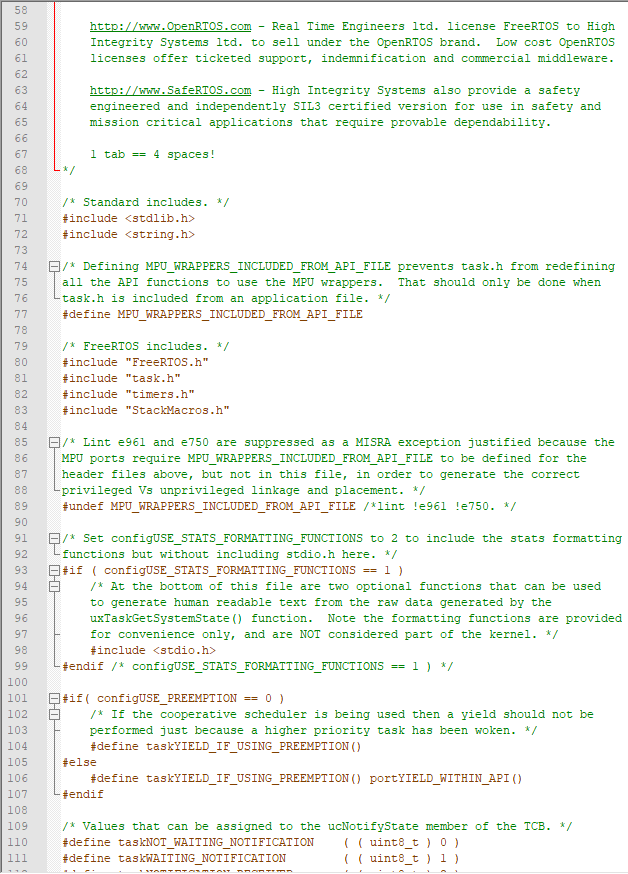 58
59 http://www.OpenRTOS.com - Real Time Engineers ltd. license FreeRTOS to High
60 Integrity Systems ltd. to sell under the OpenRTOS brand.  Low cost OpenRTOS
61 licenses offer ticketed support, indemnification and commercial middleware.
62
63 http://www.SafeRTOS.com - High Integrity Systems also provide a safety
64 engineered and independently SIL3 certified version for use in safety and
65 mission critical applications that require provable dependability.
66
67 1 tab == 4 spaces!
68 */
69
70 /* Standard includes. */
71 #include <stdlib.h>
72 #include <string.h>
73
74 /* Defining MPU_WRAPPERS_INCLUDED_FROM_API_FILE prevents task.h from redefining
75 all the API functions to use the MPU wrappers.  That should only be done when
76 task.h is included from an application file. */
77 #define MPU_WRAPPERS_INCLUDED_FROM_API_FILE
78
79 /* FreeRTOS includes. */
80 #include "FreeRTOS.h"
81 #include "task.h"
82 #include "timers.h"
83 #include "StackMacros.h"
84
85 /* Lint e961 and e750 are suppressed as a MISRA exception justified because the
86 MPU ports require MPU_WRAPPERS_INCLUDED_FROM_API_FILE to be defined for the
87 header files above, but not in this file, in order to generate the correct
88 privileged Vs unprivileged linkage and placement. */
89 #undef MPU_WRAPPERS_INCLUDED_FROM_API_FILE /*lint !e961 !e750. */
90
91 /* Set configUSE_STATS_FORMATTING_FUNCTIONS to 2 to include the stats formatting
92 functions but without including stdio.h here. */
93 #if ( configUSE_STATS_FORMATTING_FUNCTIONS == 1 )
94 /* At the bottom of this file are two optional functions that can be used
95 to generate human readable text from the raw data generated by the
96 uxTaskGetSystemState() function.  Note the formatting functions are provided
97 for convenience only, and are NOT considered part of the kernel. */
98 #include <stdio.h>
99 #endif /* configUSE_STATS_FORMATTING_FUNCTIONS == 1 ) */
100
101 #if( configUSE_PREEMPTION == 0 )
102 /* If the cooperative scheduler is being used then a yield should not be
103 performed just because a higher priority task has been woken. */
104 #define taskYIELD_IF_USING_PREEMPTION()
105 #else
106 #define taskYIELD_IF_USING_PREEMPTION() portYIELD_WITHIN_API()
107 #endif
108
109 /* Values that can be assigned to the ucNotifyState member of the TCB. */
110 #define taskNOT_WAITING_NOTIFICATION ( ( uint8_t ) 0 )
111 #define taskWAITING_NOTIFICATION ( ( uint8_t ) 1 )